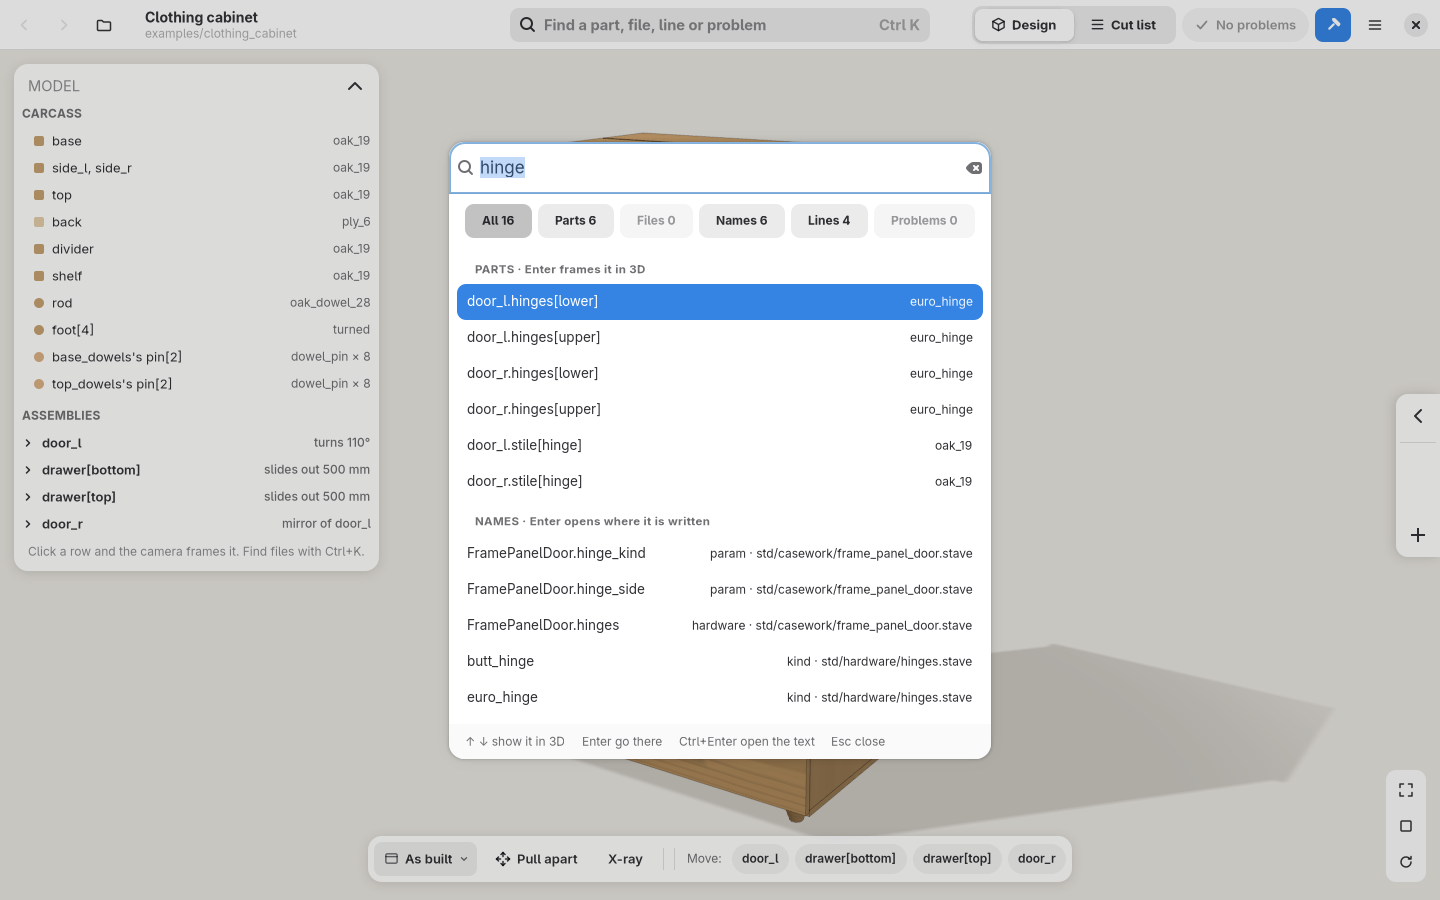 Clothing cabinet
examples/clothing_cabinet
Find a part, file, line or problem Ctrl K
Design
Cut list
No problems
MODEL
CARCASS
base oak_19
side_l, side_r oak_19
top oak_19
back ply_6
divider oak_19
shelf oak_19
rod oak_dowel_28
foot[4] turned
base_dowels's pin[2] dowel_pin × 8
top_dowels's pin[2] dowel_pin × 8
ASSEMBLIES
door_l turns 110°
drawer[bottom] slides out 500 mm
drawer[top] slides out 500 mm
door_r mirror of door_l
Click a row and the camera frames it. Find files with Ctrl+K.
hinge
All 16 Parts 6 Files 0 Names 6 Lines 4 Problems 0
PARTS · Enter frames it in 3D
door_l.hinges[lower] euro_hinge
door_l.hinges[upper] euro_hinge
door_r.hinges[lower] euro_hinge
door_r.hinges[upper] euro_hinge
door_l.stile[hinge] oak_19
door_r.stile[hinge] oak_19
NAMES · Enter opens where it is written
FramePanelDoor.hinge_kind param · std/casework/frame_panel_door.stave
FramePanelDoor.hinge_side param · std/casework/frame_panel_door.stave
FramePanelDoor.hinges hardware · std/casework/frame_panel_door.stave
butt_hinge kind · std/hardware/hinges.stave
euro_hinge kind · std/hardware/hinges.stave
↑ ↓ show it in 3D Enter go there Ctrl+Enter open the text Esc close
As built Pull apart X-ray Move: door_l drawer[bottom] drawer[top] door_r